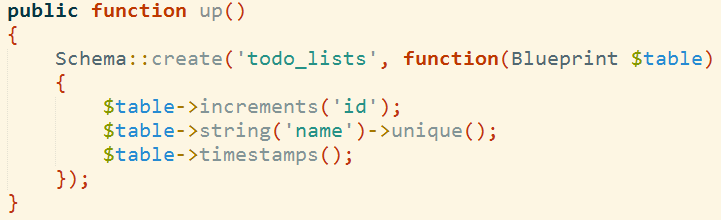 public function up()
{
    Schema::create('todo_lists', function(Blueprint $table)
    {
        $table->increments('id');
        $table->string('name')->unique();
        $table->timestamps();
    });
}